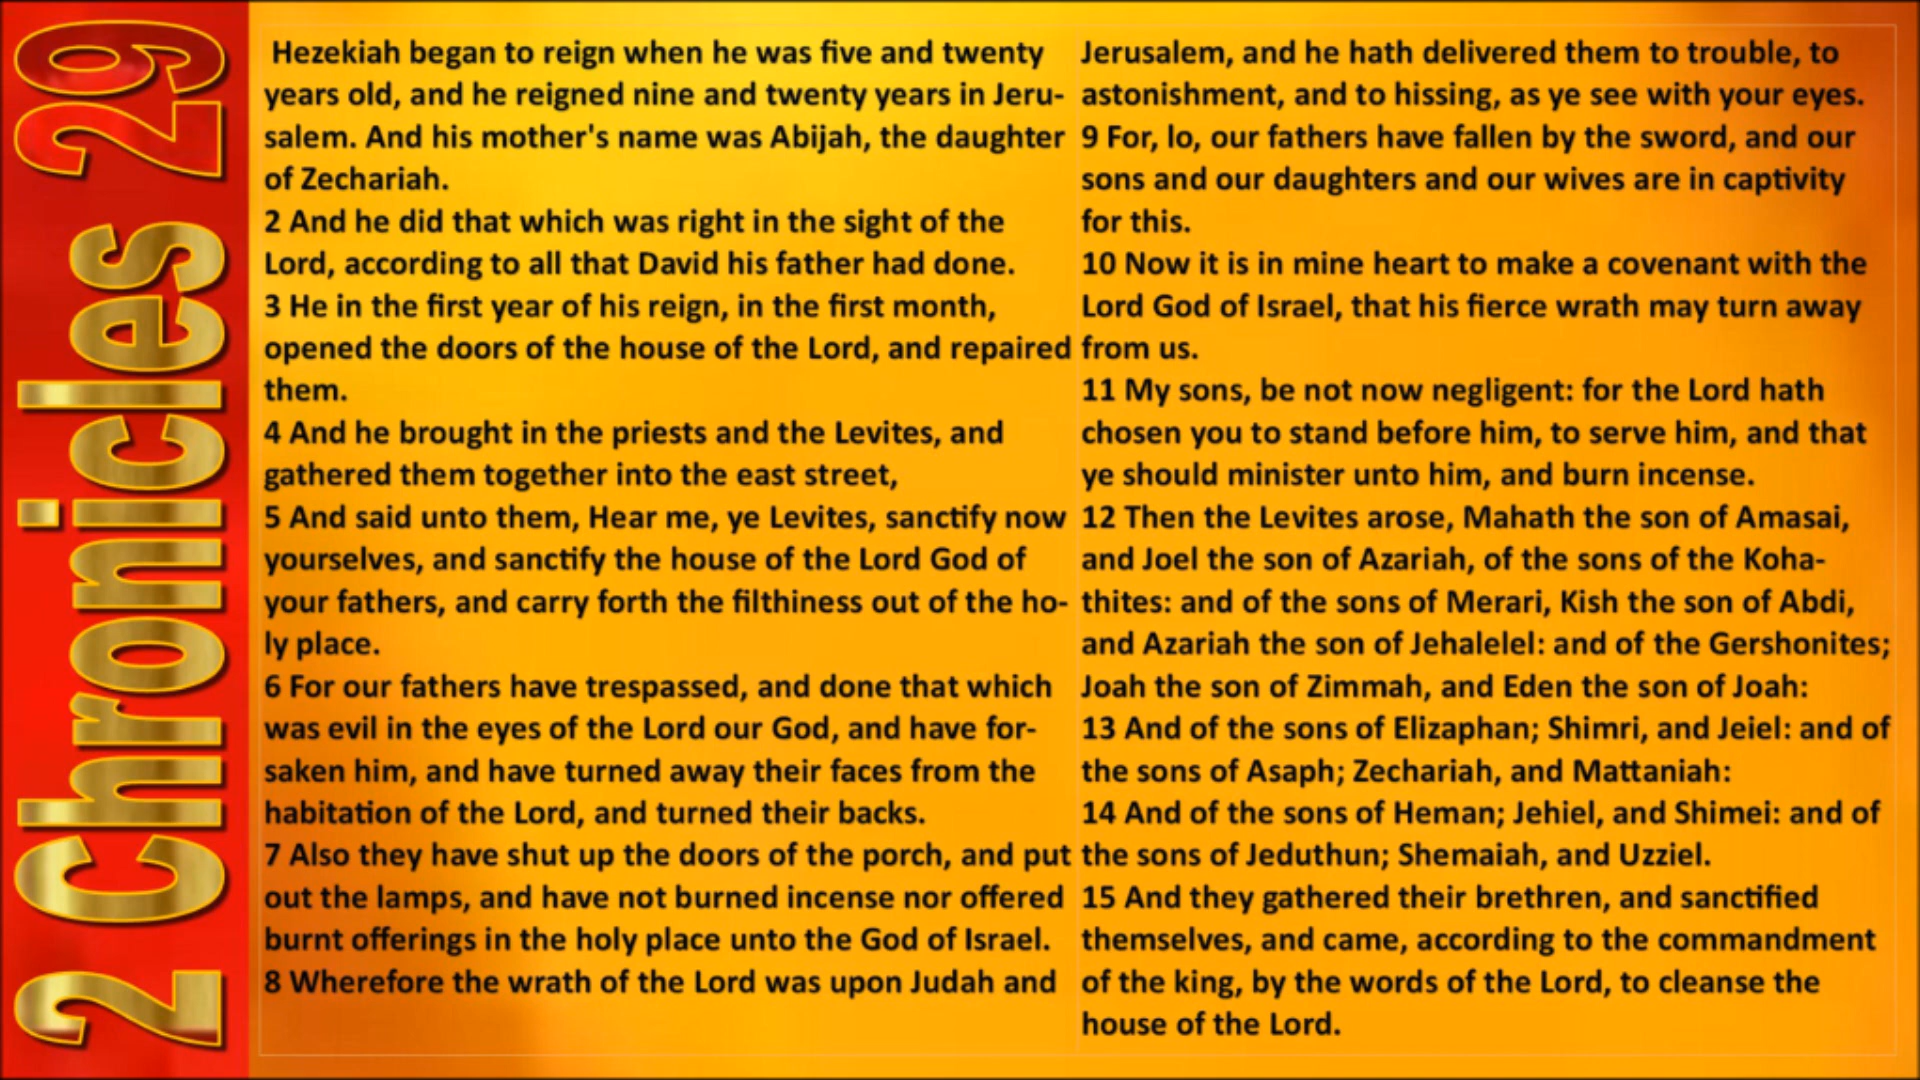 2 Chronicles 29
Hezekiah began to reign when he was five and twenty
years old, and he reigned nine and twenty years in Jeru-
salem. And his mother's name was Abijah, the daughter
of Zechariah.
2 And he did that which was right in the sight of the
Lord, according to all that David his father had done.
3 He in the first year of his reign, in the first month,
opened the doors of the house of the Lord, and repaired
them.
4 And he brought in the priests and the Levites, and
gathered them together into the east street,
5 And said unto them, Hear me, ye Levites, sanctify now
yourselves, and sanctify the house of the Lord God of
your fathers, and carry forth the filthiness out of the ho-
ly place.
6 For our fathers have trespassed, and done that which
was evil in the eyes of the Lord our God, and have for-
saken him, and have turned away their faces from the
habitation of the Lord, and turned their backs.
7 Also they have shut up the doors of the porch, and put
out the lamps, and have not burned incense nor offered
burnt offerings in the holy place unto the God of Israel.
8 Wherefore the wrath of the Lord was upon Judah and
Jerusalem, and he hath delivered them to trouble, to
astonishment, and to hissing, as ye see with your eyes.
9 For, lo, our fathers have fallen by the sword, and our
sons and our daughters and our wives are in captivity
for this.
10 Now it is in mine heart to make a covenant with the
Lord God of Israel, that his fierce wrath may turn away
from us.
11 My sons, be not now negligent: for the Lord hath
chosen you to stand before him, to serve him, and that
ye should minister unto him, and burn incense.
12 Then the Levites arose, Mahath the son of Amasai,
and Joel the son of Azariah, of the sons of the Koha-
thites: and of the sons of Merari, Kish the son of Abdi,
and Azariah the son of Jehalelel: and of the Gershonites;
Joah the son of Zimmah, and Eden the son of Joah:
13 And of the sons of Elizaphan; Shimri, and Jeiel: and of
the sons of Asaph; Zechariah, and Mattaniah:
14 And of the sons of Heman; Jehiel, and Shimei: and of
the sons of Jeduthun; Shemaiah, and Uzziel.
15 And they gathered their brethren, and sanctified
themselves, and came, according to the commandment
of the king, by the words of the Lord, to cleanse the
house of the Lord.